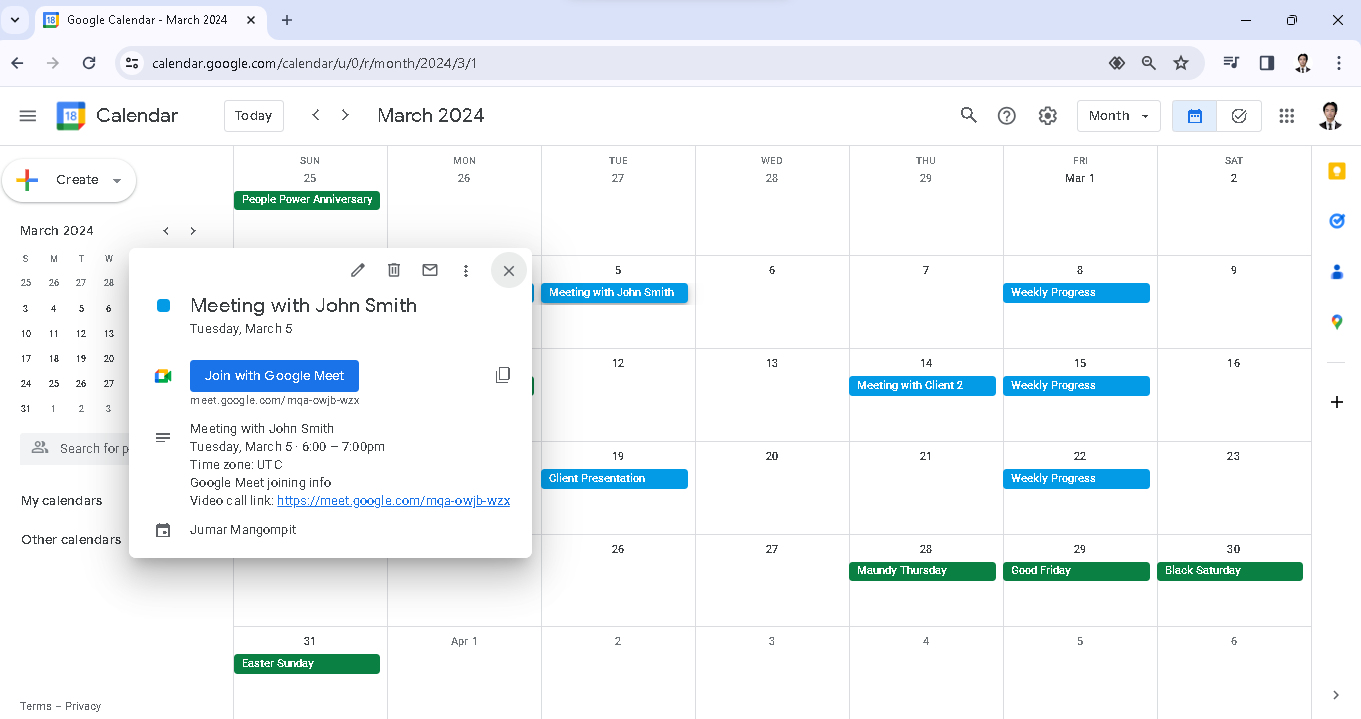 Google Calendar - March 2024
calendar.google.com/calendar/u/0/r/month/2024/3/1
18
Calendar
Today
March 2024
Month
Create
March 2024
S M T W
25 26 27 28
3 4 5 6
10 11 12 13
17 18 19 20
24 25 26 27
31 1 2 3
Search for p
My calendars
Other calendars
Terms – Privacy
SUN MON TUE WED THU FRI SAT
25 26 27 28 29 Mar 1 2
People Power Anniversary
5 6 7 8 9
Meeting with John Smith
Weekly Progress
12 13 14 15 16
Meeting with Client 2
Weekly Progress
19 20 21 22 23
Client Presentation
Weekly Progress
26 27 28 29 30
Maundy Thursday
Good Friday
Black Saturday
31 Apr 1 2 3 4 5 6
Easter Sunday
Meeting with John Smith
Tuesday, March 5
Join with Google Meet
meet.google.com/mqa-owjb-wzx
Meeting with John Smith
Tuesday, March 5 · 6:00 – 7:00pm
Time zone: UTC
Google Meet joining info
Video call link: https://meet.google.com/mqa-owjb-wzx
Jumar Mangompit